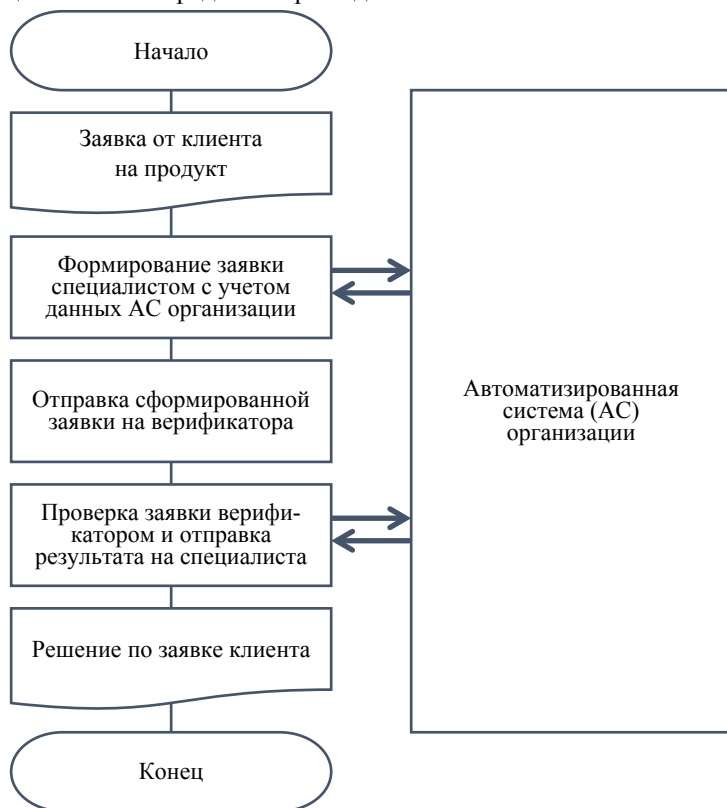 Начало
Заявка от клиента
на продукт
Формирование заявки
специалистом с учетом
данных АС организации
Отправка сформированной
заявки на верификатора
Проверка заявки верифи-
катором и отправка
результата на специалиста
Решение по заявке клиента
Конец
Автоматизированная
система (АС)
организации